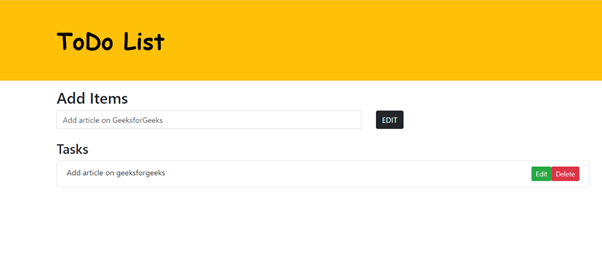 ToDo List
Add Items
Add article on GeeksforGeeks
EDIT
Tasks
Add article on geeksforgeeks
Edit Delete